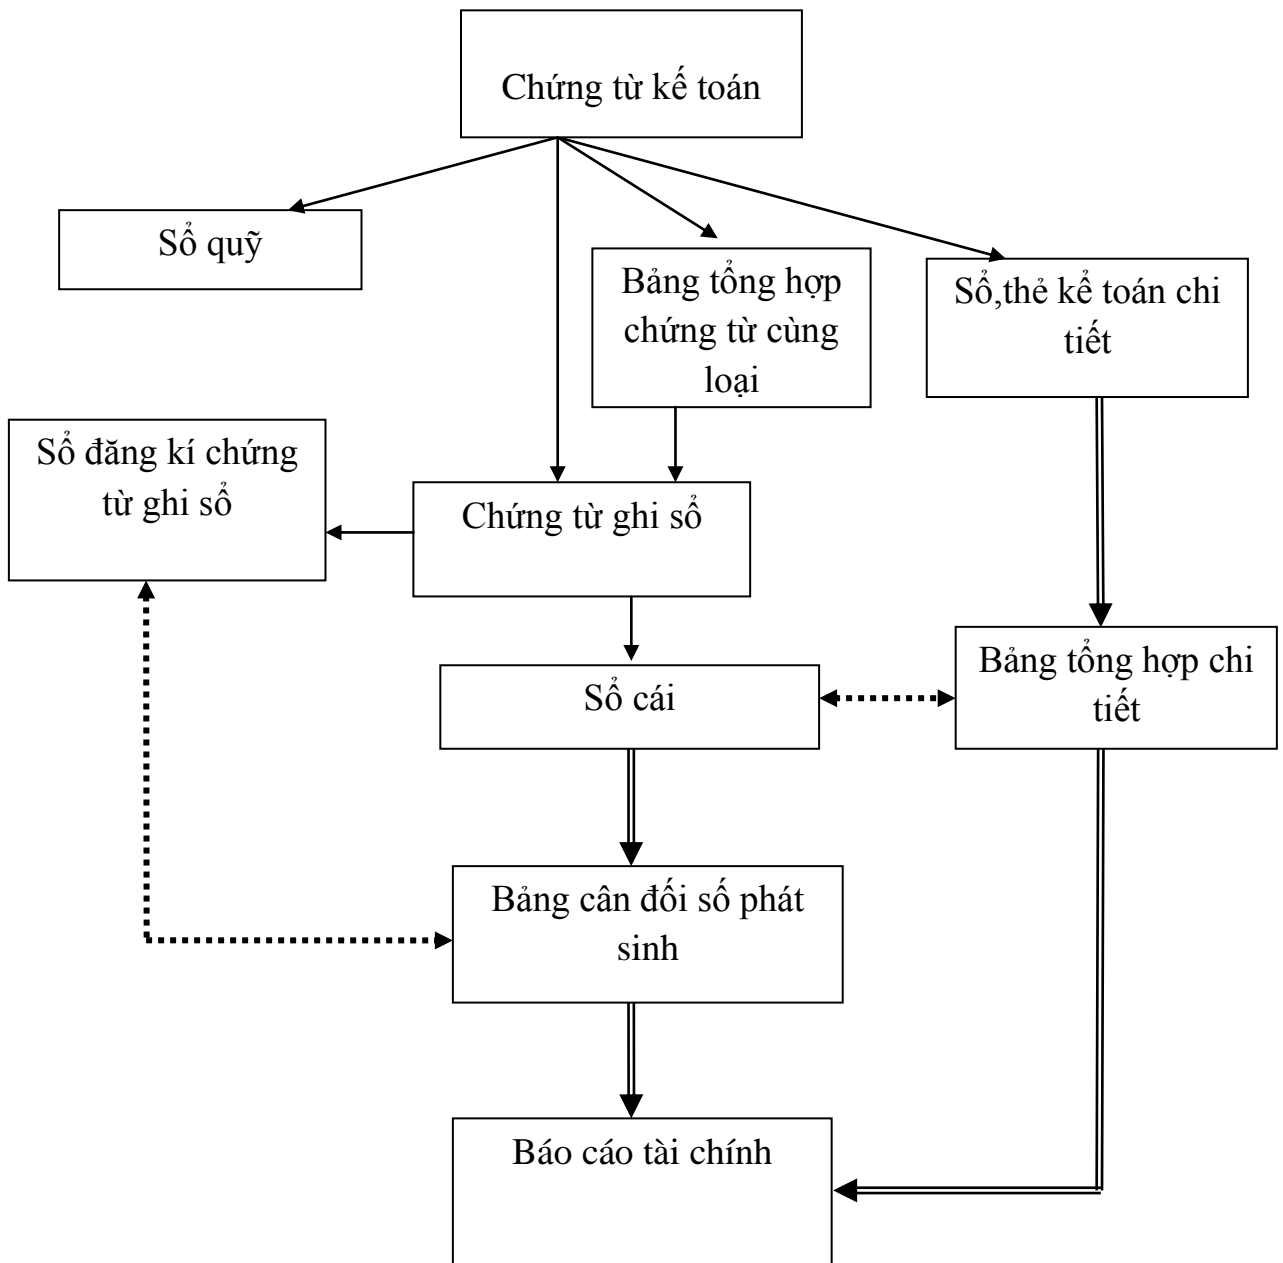 Chứng từ kế toán
Sổ quỹ
Bảng tổng hợp
chứng từ cùng
loại
Sổ,thẻ kể toán chi
tiết
Sổ đăng kí chứng
từ ghi sổ
Chứng từ ghi sổ
Sổ cái
Bảng tổng hợp chi
tiết
Bảng cân đối số phát
sinh
Báo cáo tài chính